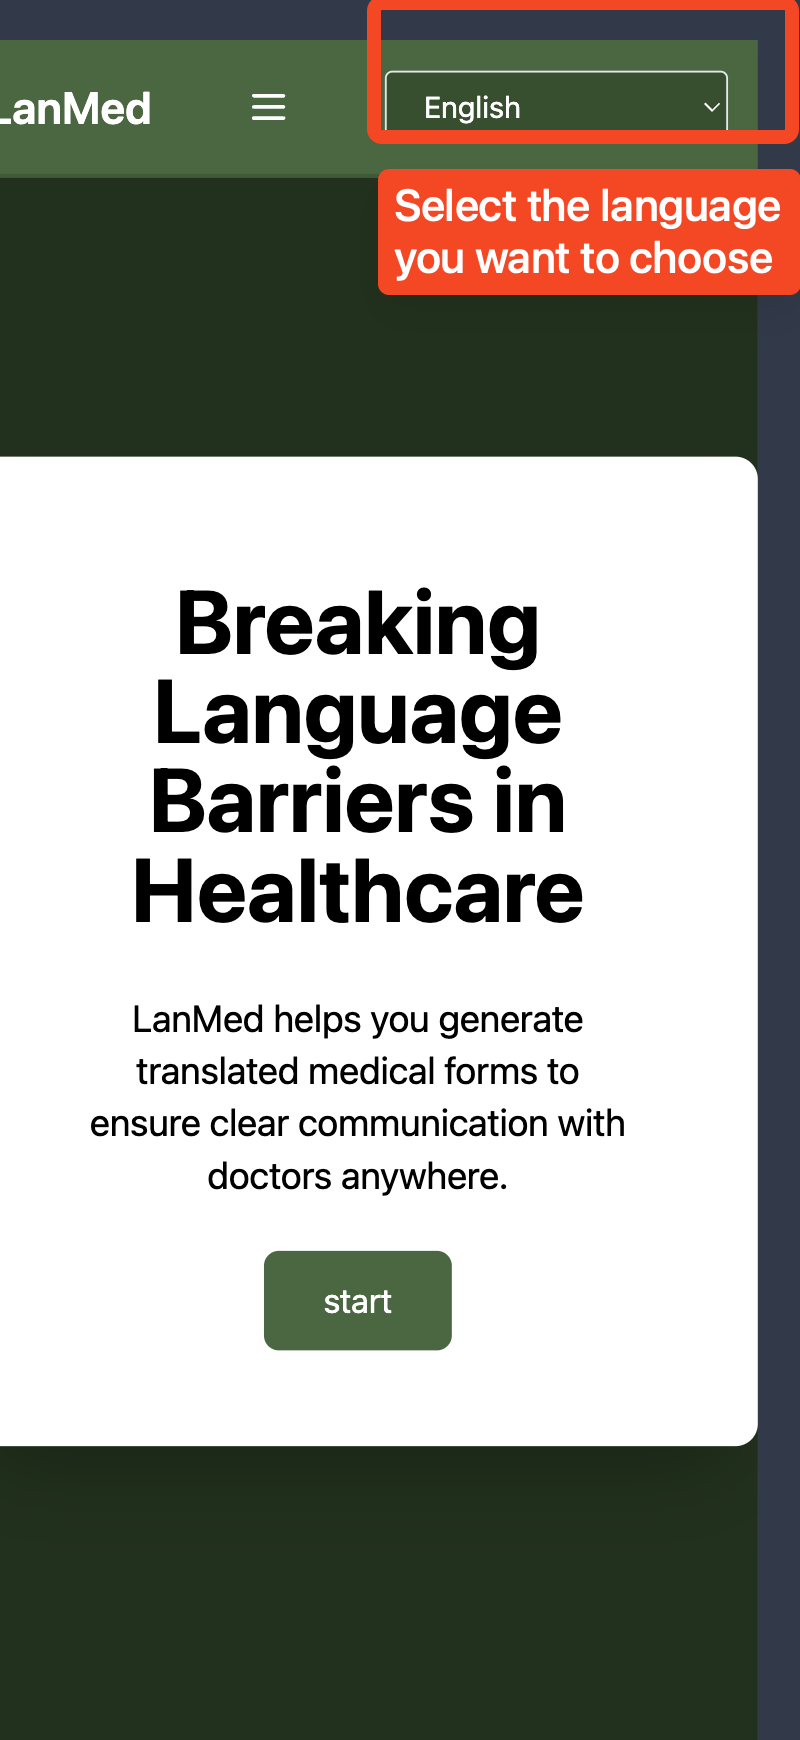 LanMed
English
Select the language
you want to choose
Breaking
Language
Barriers in
Healthcare
LanMed helps you generate
translated medical forms to
ensure clear communication with
doctors anywhere.
start